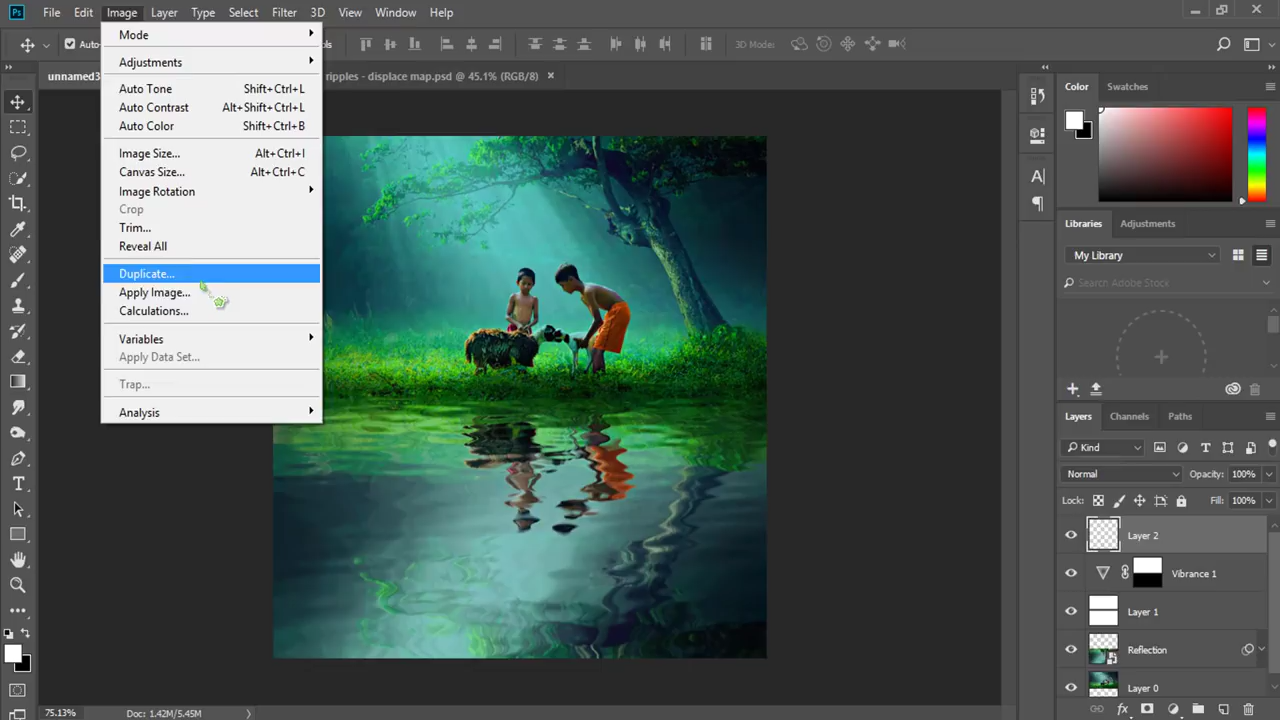 Ps File Edit Image Layer Type Select Filter 3D View Window Help
Auto-
ols
3D Mode:
unnamed3
ripples - displace map.psd @ 45.1% (RGB/8) ×
Mode
Adjustments
Auto Tone Shift+Ctrl+L
Auto Contrast Alt+Shift+Ctrl+L
Auto Color Shift+Ctrl+B
Image Size... Alt+Ctrl+I
Canvas Size... Alt+Ctrl+C
Image Rotation
Crop
Trim...
Reveal All
Duplicate...
Apply Image...
Calculations...
Variables
Apply Data Set...
Trap...
Analysis
Color Swatches
Libraries Adjustments
My Library
Search Adobe Stock
Layers Channels Paths
Kind
Normal Opacity: 100%
Lock: Fill: 100%
Layer 2
Vibrance 1
Layer 1
Reflection
Layer 0
75.13% Doc: 1.42M/5.45M